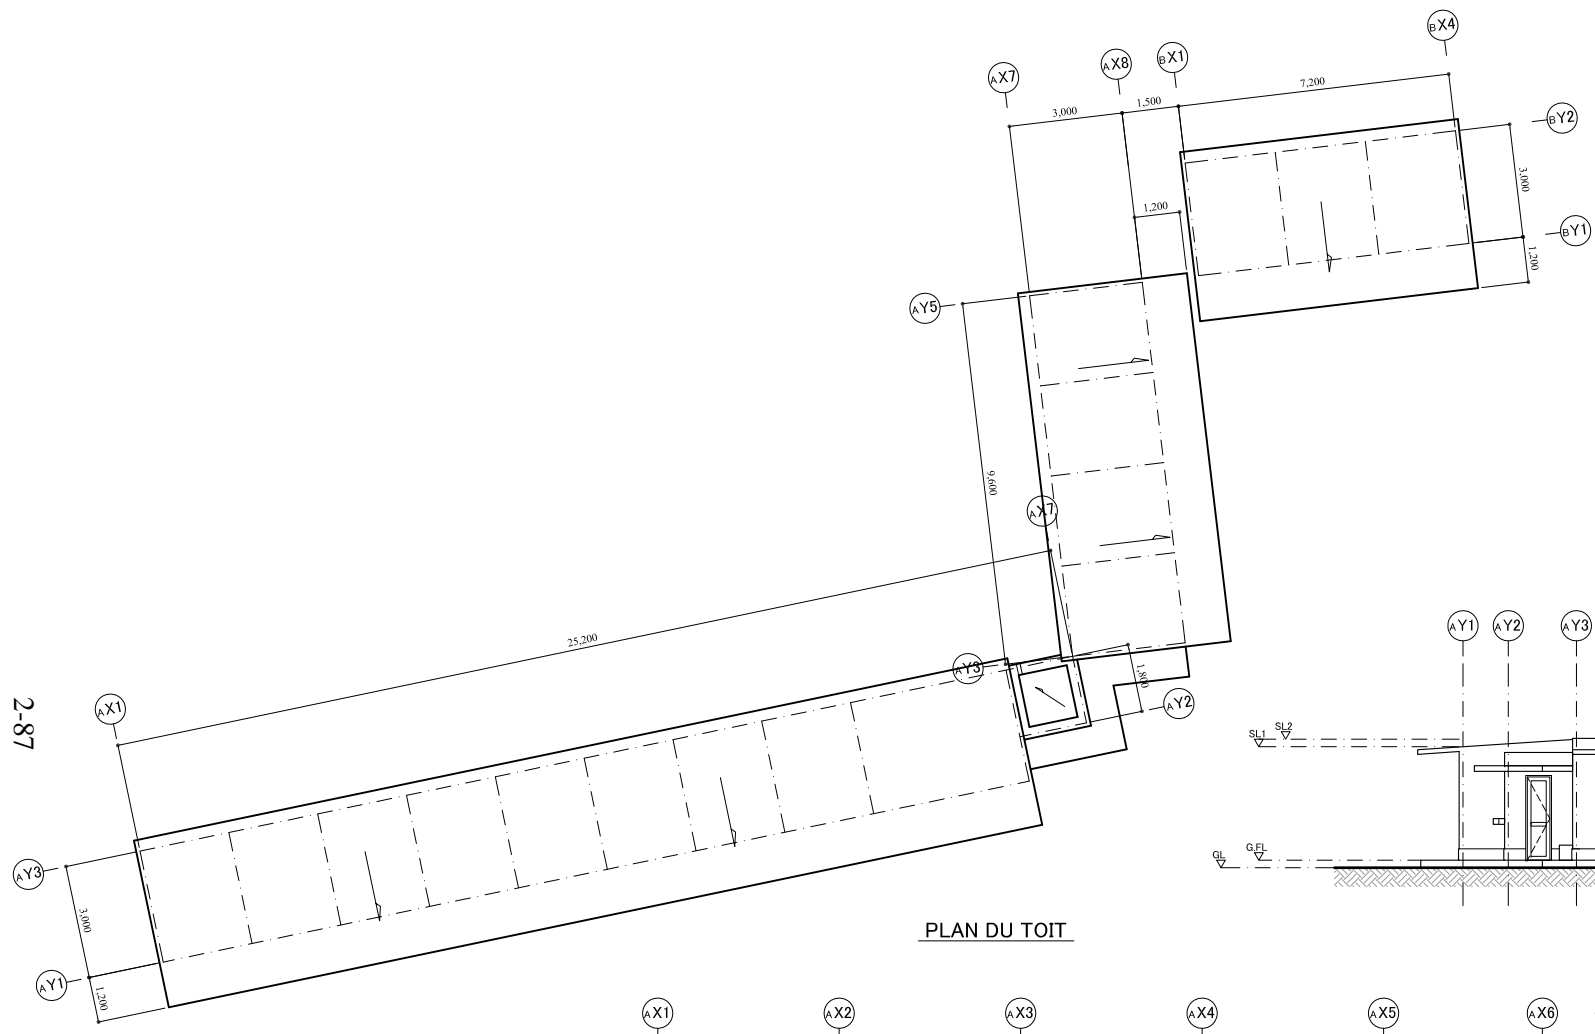 BX4
BX1
AX8
AX7
7,200
1,500
3,000
BY2
3,000
1,200
BY1
1,200
AY5
9,600
AX7
25,200
AY3
1,800
AY2
AX1
2-87
AY3
3,000
AY1
1,200
PLAN DU TOIT
AY1 AY2 AY3
SL2
SL1
G.FL
GL
AX1 AX2 AX3 AX4 AX5 AX6